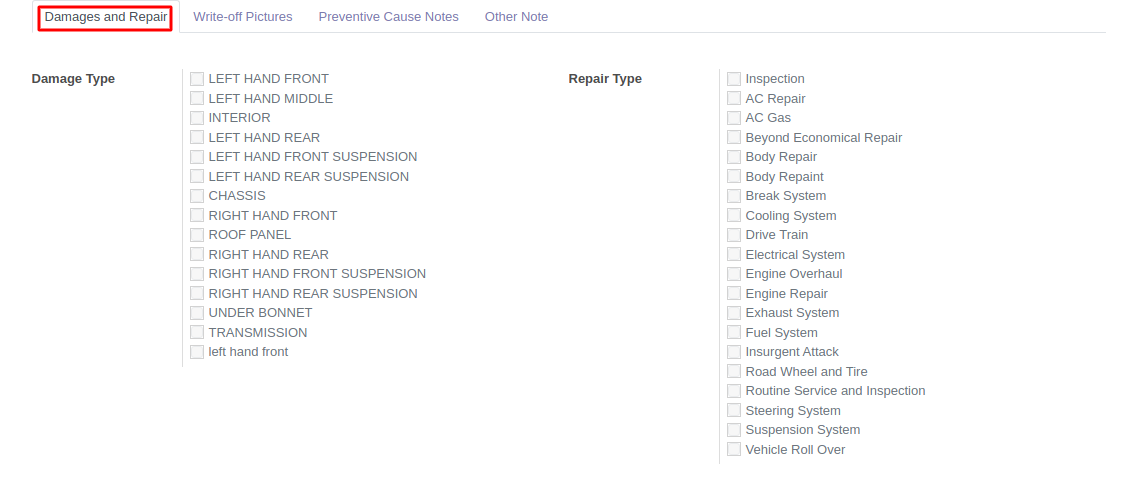 Damages and Repair
Write-off Pictures
Preventive Cause Notes
Other Note
Damage Type
LEFT HAND FRONT
LEFT HAND MIDDLE
INTERIOR
LEFT HAND REAR
LEFT HAND FRONT SUSPENSION
LEFT HAND REAR SUSPENSION
CHASSIS
RIGHT HAND FRONT
ROOF PANEL
RIGHT HAND REAR
RIGHT HAND FRONT SUSPENSION
RIGHT HAND REAR SUSPENSION
UNDER BONNET
TRANSMISSION
left hand front
Repair Type
Inspection
AC Repair
AC Gas
Beyond Economical Repair
Body Repair
Body Repaint
Break System
Cooling System
Drive Train
Electrical System
Engine Overhaul
Engine Repair
Exhaust System
Fuel System
Insurgent Attack
Road Wheel and Tire
Routine Service and Inspection
Steering System
Suspension System
Vehicle Roll Over